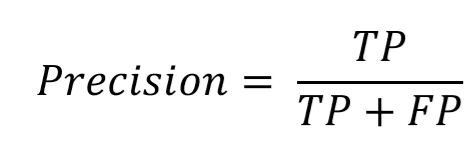 Precision = TP / TP + FP